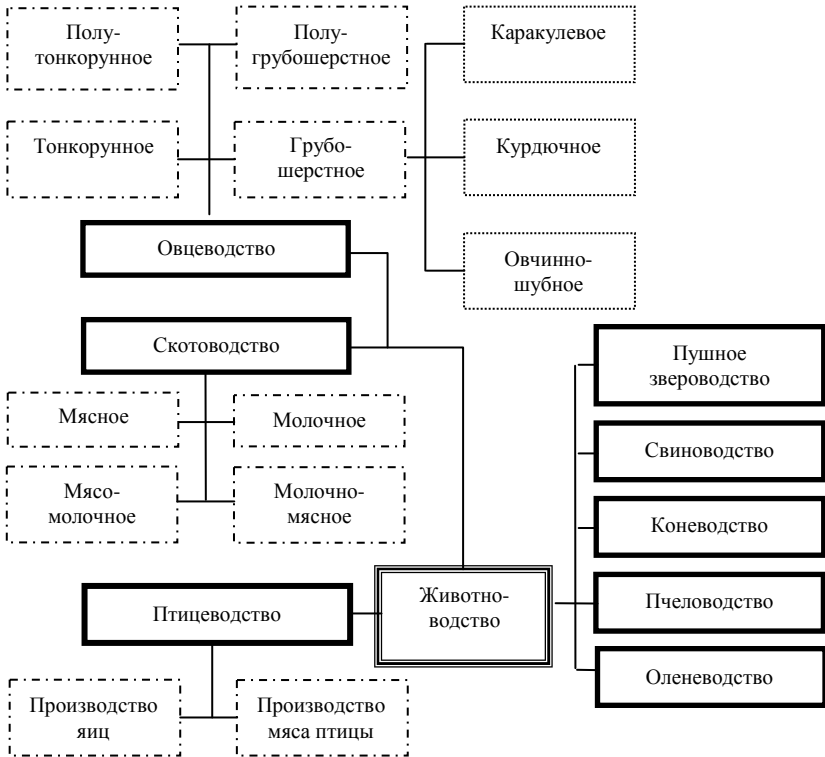 Полу-
тонкорунное
Полу-
грубошерстное
Каракулевое
Тонкорунное
Грубо-
шерстное
Курдючное
Овцеводство
Овчинно-
шубное
Скотоводство
Пушное
звероводство
Мясное
Молочное
Свиноводство
Мясо-
молочное
Молочно-
мясное
Коневодство
Птицеводство
Животно-
водство
Пчеловодство
Оленеводство
Производство
яиц
Производство
мяса птицы